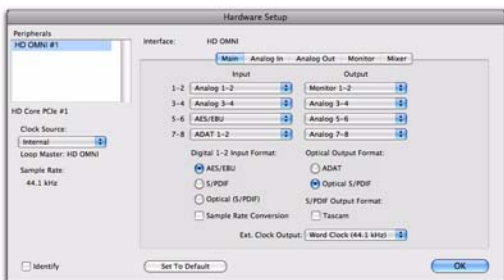 Hardware Setup
Peripherals
HD OMNI #1
HD Core PCIe #1
Clock Source:
Internal
Loop Master: HD OMNI
Sample Rate:
44.1 kHz
Identify
Interface: HD OMNI
Main Analog In Analog Out Monitor Mixer
Input Output
1-2 Analog 1-2 Monitor 1-2
3-4 Analog 3-4 Analog 3-4
5-6 AES/EBU Analog 5-6
7-8 ADAT 1-2 Analog 7-8
Digital 1-2 Input Format: Optical Output Format:
AES/EBU ADAT
S/PDIF Optical S/PDIF
Optical (S/PDIF) S/PDIF Output Format:
Sample Rate Conversion Tascam
Ext. Clock Output: Word Clock (44.1 kHz)
Set To Default OK